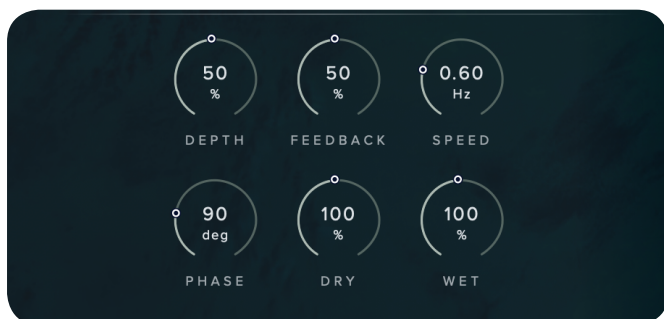 50 50 0.60
% % Hz
DEPTH FEEDBACK SPEED
90 100 100
deg % %
PHASE DRY WET